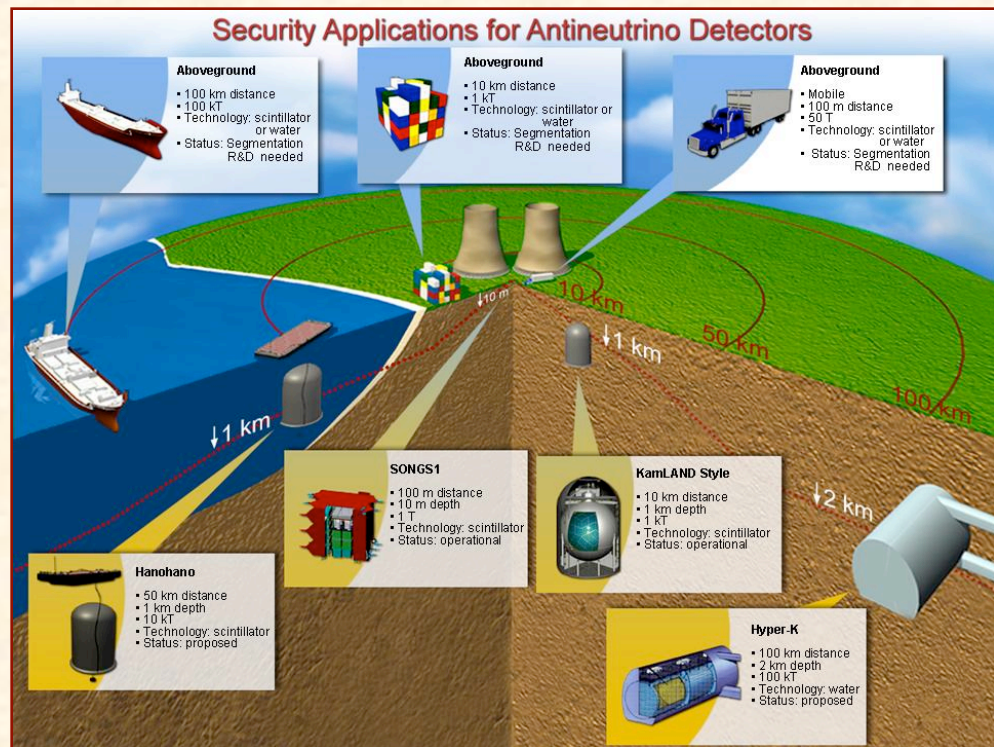 Security Applications for Antineutrino Detectors
Aboveground
▪ 100 km distance
▪ 100 kT
▪ Technology: scintillator
or water
▪ Status: Segmentation
R&D needed
Aboveground
▪ 10 km distance
▪ 1 kT
▪ Technology: scintillator or
water
▪ Status: Segmentation
R&D needed
Aboveground
▪ Mobile
▪ 100 m distance
▪ 50 T
▪ Technology: scintillator
or water
▪ Status: Segmentation
R&D needed
↓10 m
10 km
50 km
100 km
↓1 km
↓1 km
↓2 km
SONGS1
▪ 100 m distance
▪ 10 m depth
▪ 1 T
▪ Technology: scintillator
▪ Status: operational
KamLAND Style
▪ 10 km distance
▪ 1 km depth
▪ 1 kT
▪ Technology: scintillator
▪ Status: operational
Hanohano
▪ 50 km distance
▪ 1 km depth
▪ 10 kT
▪ Technology: scintillator
▪ Status: proposed
Hyper-K
▪ 100 km distance
▪ 2 km depth
▪ 100 kT
▪ Technology: water
▪ Status: proposed